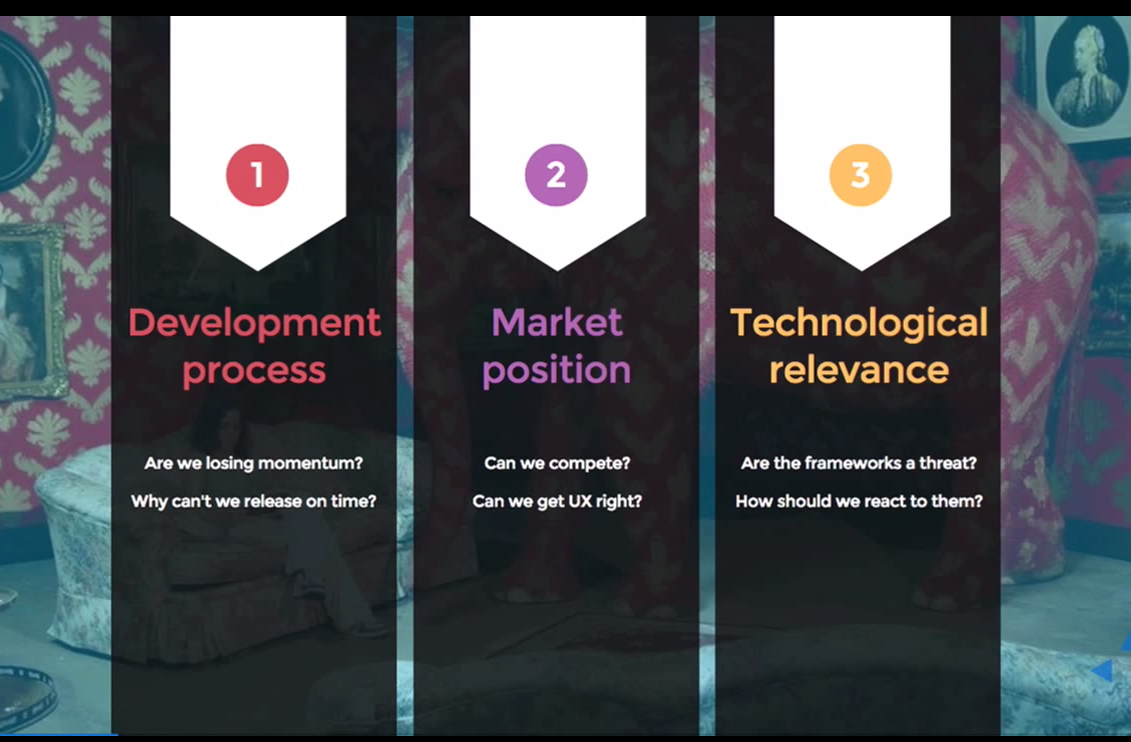 1
Development
process
Are we losing momentum?
Why can't we release on time?
2
Market
position
Can we compete?
Can we get UX right?
3
Technological
relevance
Are the frameworks a threat?
How should we react to them?